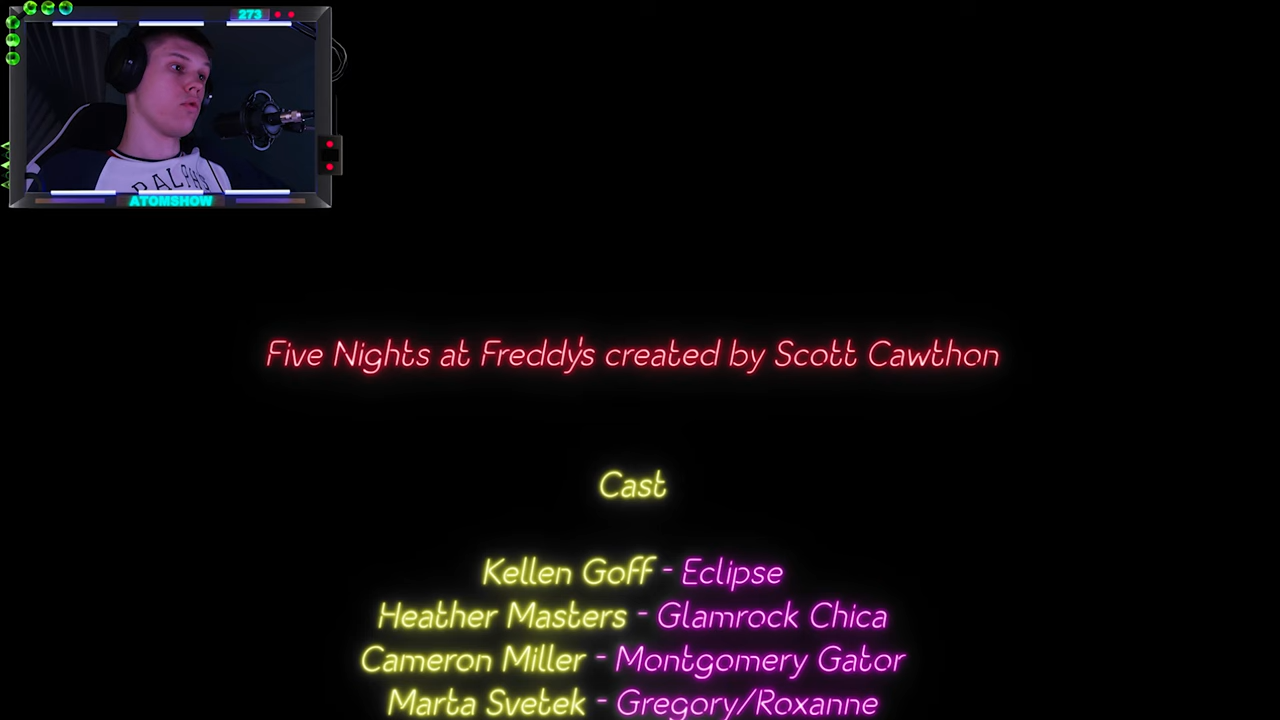 273
RALPH
ATOMSHOW
Five Nights at Freddy's created by Scott Cawthon
Cast
Kellen Goff - Eclipse
Heather Masters - Glamrock Chica
Cameron Miller - Montgomery Gator
Marta Svetek - Gregory/Roxanne